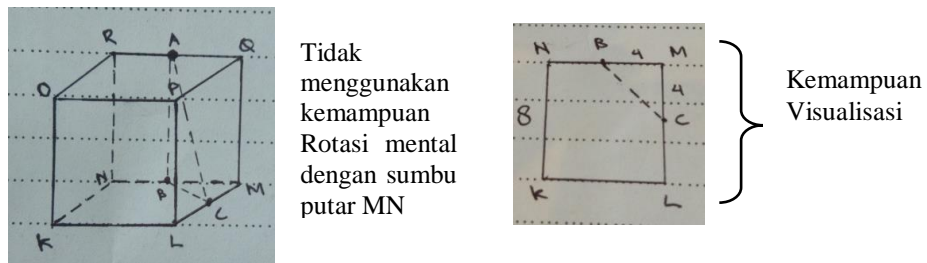 R A Q
O P
N B M
K L C
Tidak
menggunakan
kemampuan
Rotasi mental
dengan sumbu
putar MN
N B 4 M
4
8 C
K L
Kemampuan
Visualisasi